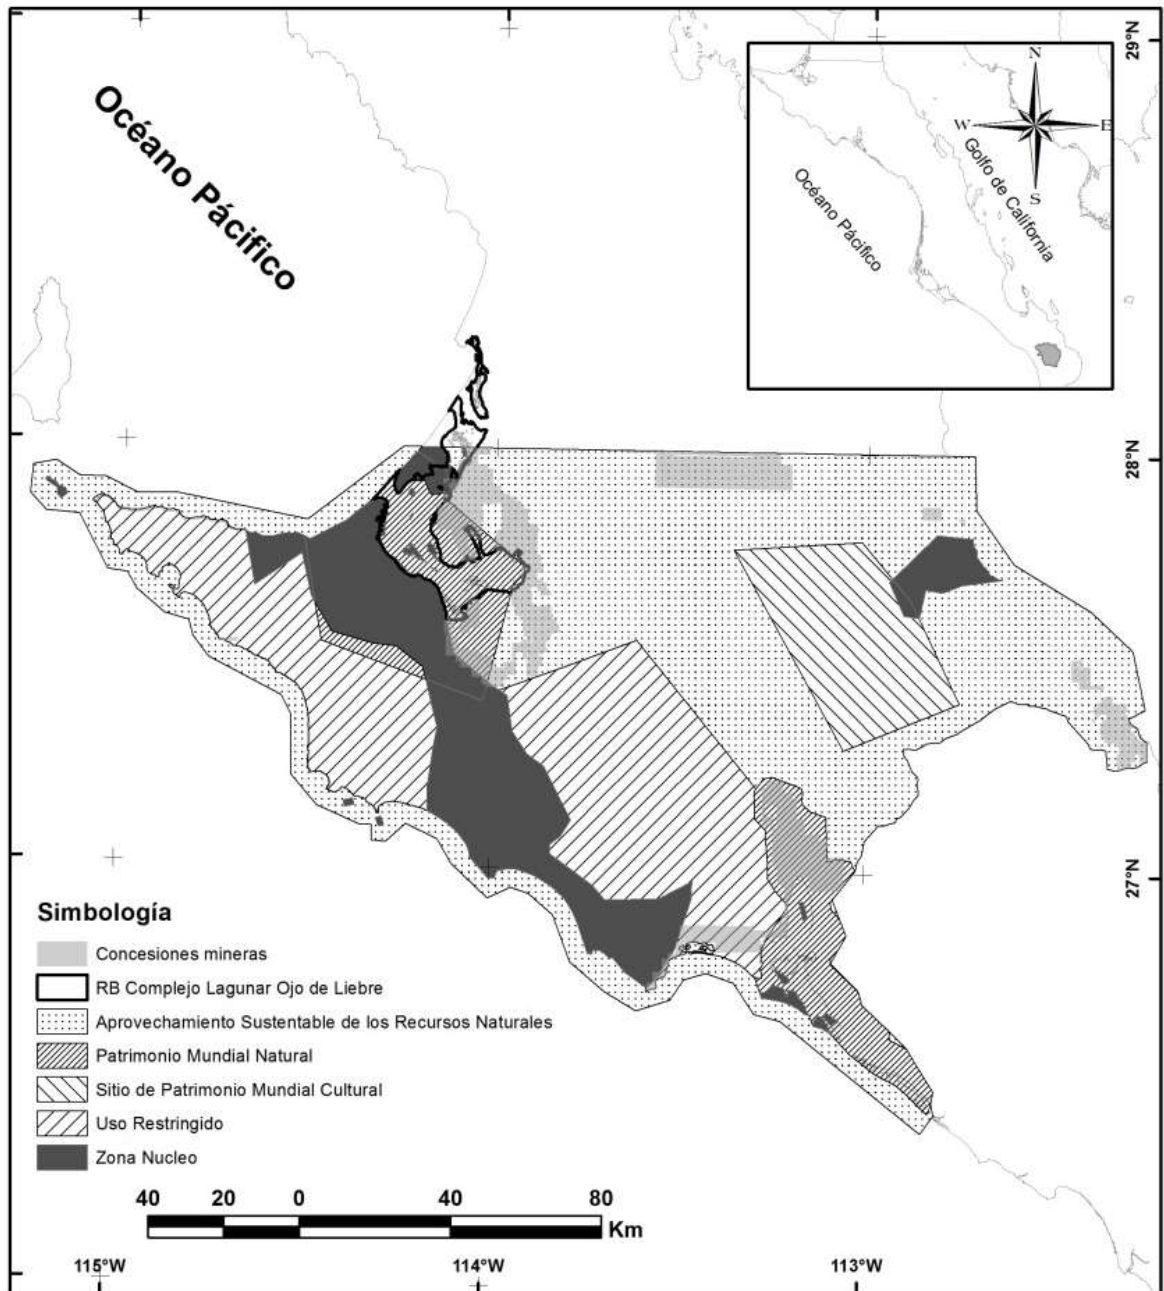 Océano Pácifico
29°N
N
W
E
S
Golfo de California
Océano Pácifico
28°N
27°N
Simbología
Concesiones mineras
RB Complejo Lagunar Ojo de Liebre
Aprovechamiento Sustentable de los Recursos Naturales
Patrimonio Mundial Natural
Sitio de Patrimonio Mundial Cultural
Uso Restringido
Zona Nucleo
40 20 0 40 80
Km
115°W 114°W 113°W